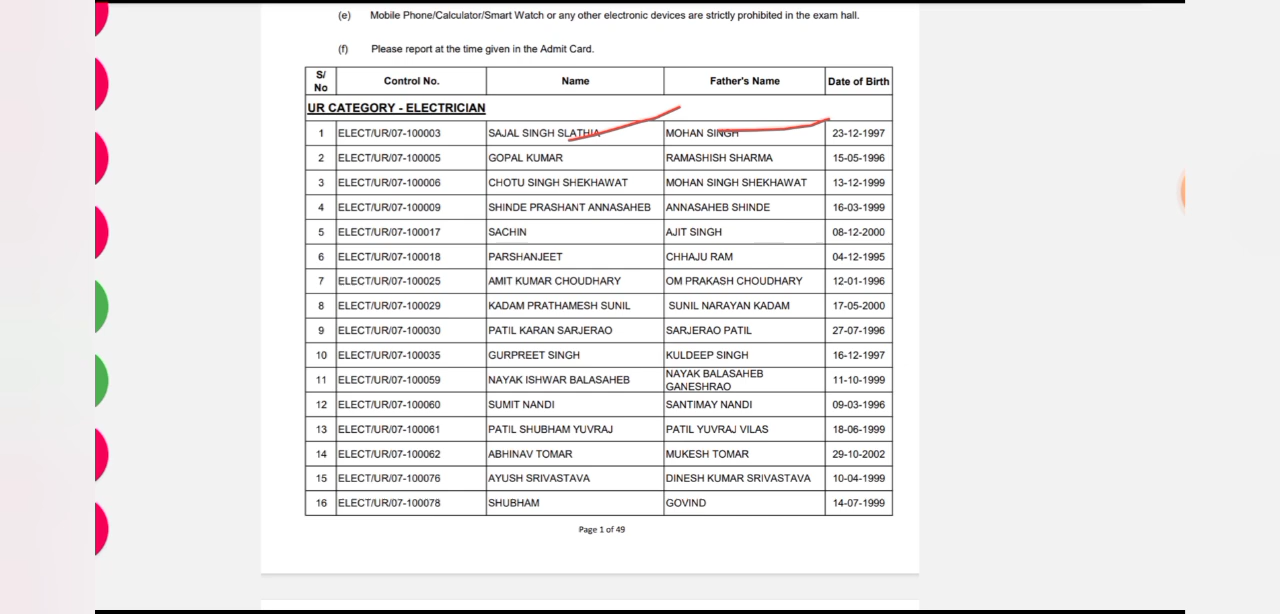 (e) Mobile Phone/Calculator/Smart Watch or any other electronic devices are strictly prohibited in the exam hall.
(f) Please report at the time given in the Admit Card.
S/ No Control No. Name Father's Name Date of Birth
UR CATEGORY - ELECTRICIAN
1 ELECT/UR/07-100003 SAJAL SINGH SLATHIA MOHAN SINGH 23-12-1997
2 ELECT/UR/07-100005 GOPAL KUMAR RAMASHISH SHARMA 15-05-1996
3 ELECT/UR/07-100006 CHOTU SINGH SHEKHAWAT MOHAN SINGH SHEKHAWAT 13-12-1999
4 ELECT/UR/07-100009 SHINDE PRASHANT ANNASAHEB ANNASAHEB SHINDE 16-03-1999
5 ELECT/UR/07-100017 SACHIN AJIT SINGH 08-12-2000
6 ELECT/UR/07-100018 PARSHANJEET CHHAJU RAM 04-12-1995
7 ELECT/UR/07-100025 AMIT KUMAR CHOUDHARY OM PRAKASH CHOUDHARY 12-01-1996
8 ELECT/UR/07-100029 KADAM PRATHAMESH SUNIL SUNIL NARAYAN KADAM 17-05-2000
9 ELECT/UR/07-100030 PATIL KARAN SARJERAO SARJERAO PATIL 27-07-1996
10 ELECT/UR/07-100035 GURPREET SINGH KULDEEP SINGH 16-12-1997
11 ELECT/UR/07-100059 NAYAK ISHWAR BALASAHEB NAYAK BALASAHEB GANESHRAO 11-10-1999
12 ELECT/UR/07-100060 SUMIT NANDI SANTIMAY NANDI 09-03-1996
13 ELECT/UR/07-100061 PATIL SHUBHAM YUVRAJ PATIL YUVRAJ VILAS 18-06-1999
14 ELECT/UR/07-100062 ABHINAV TOMAR MUKESH TOMAR 29-10-2002
15 ELECT/UR/07-100076 AYUSH SRIVASTAVA DINESH KUMAR SRIVASTAVA 10-04-1999
16 ELECT/UR/07-100078 SHUBHAM GOVIND 14-07-1999
Page 1 of 49